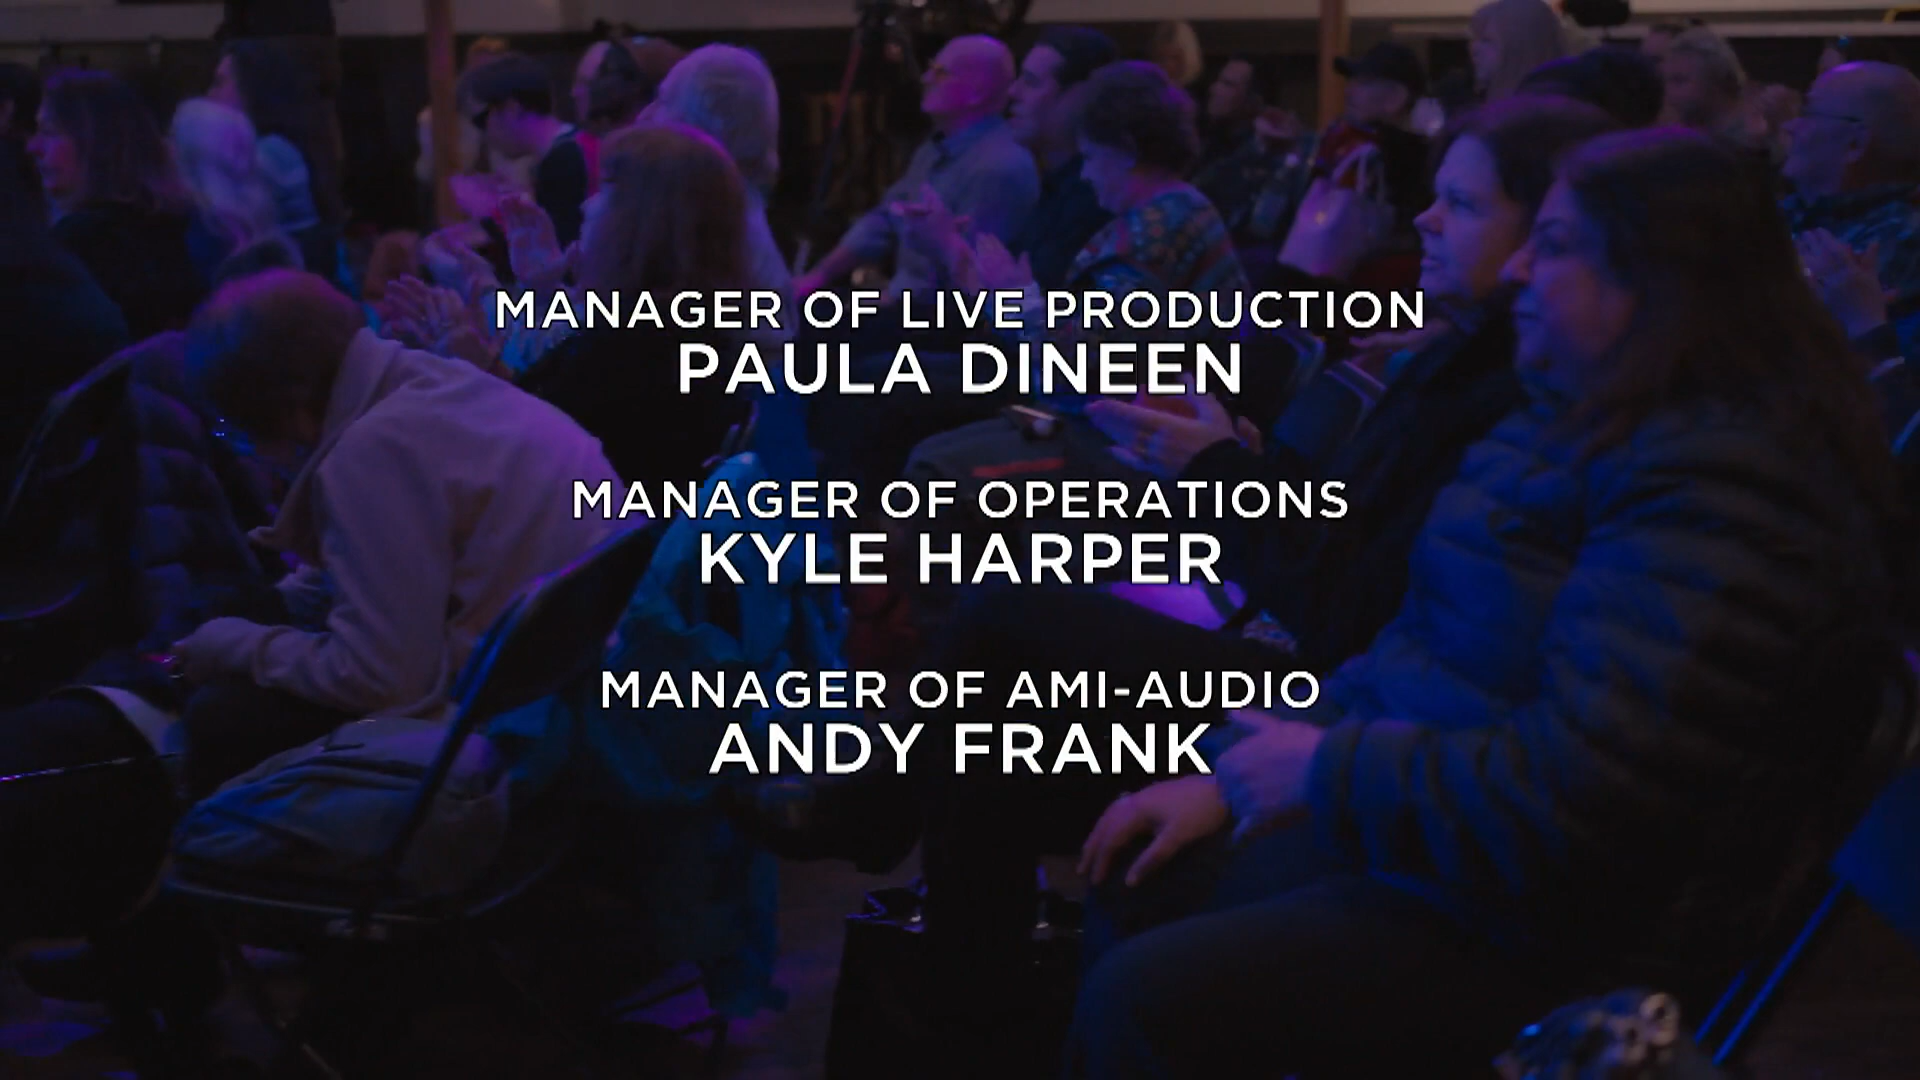 MANAGER OF LIVE PRODUCTION
PAULA DINEEN
MANAGER OF OPERATIONS
KYLE HARPER
MANAGER OF AMI-AUDIO
ANDY FRANK